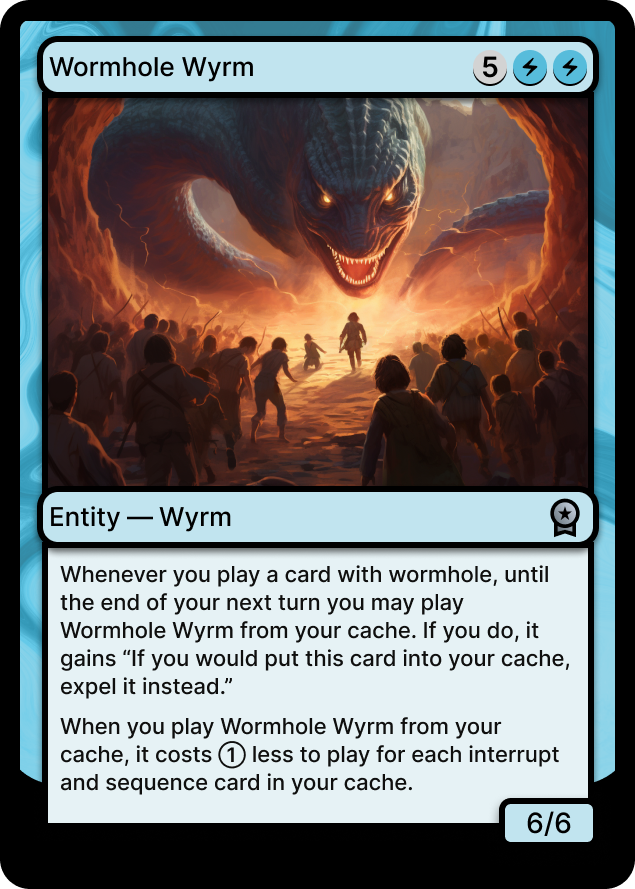 Wormhole Wyrm 5
Entity — Wyrm
Whenever you play a card with wormhole, until
the end of your next turn you may play
Wormhole Wyrm from your cache. If you do, it
gains “If you would put this card into your cache,
expel it instead.”
When you play Wormhole Wyrm from your
cache, it costs ① less to play for each interrupt
and sequence card in your cache.
6/6